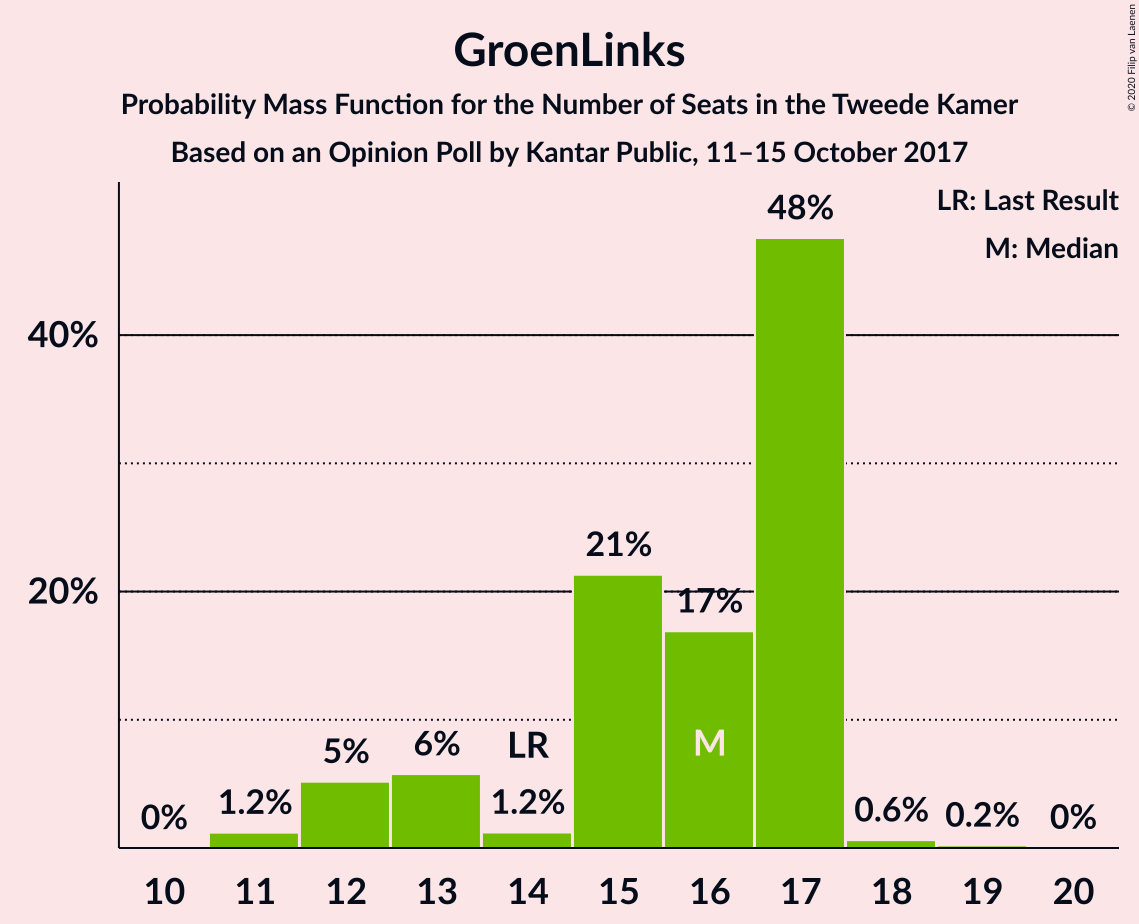 GroenLinks
Probability Mass Function for the Number of Seats in the Tweede Kamer
Based on an Opinion Poll by Kantar Public, 11–15 October 2017
© 2020 Filip van Laenen
LR: Last Result
M: Median
48%
40%
21%
20%
17%
M
LR
6%
5%
1.2%
1.2%
0%
0.6%
0.2%
0%
10 11 12 13 14 15 16 17 18 19 20